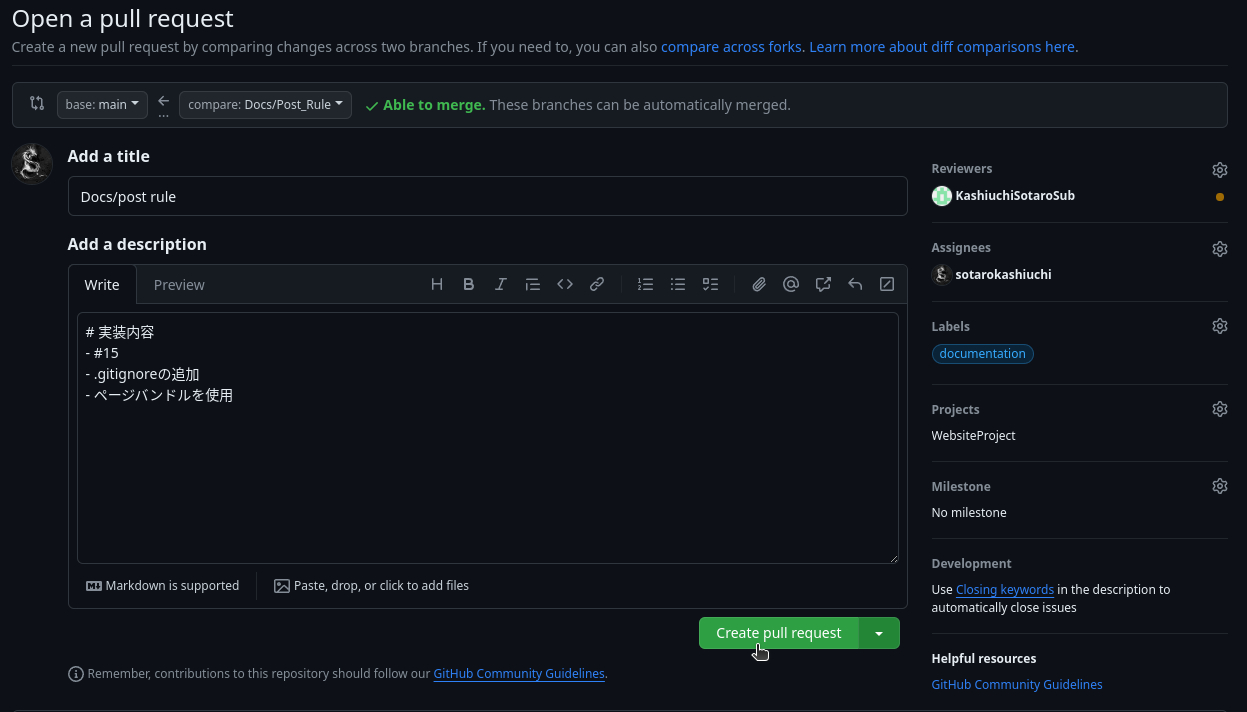 Open a pull request
Create a new pull request by comparing changes across two branches. If you need to, you can also compare across forks. Learn more about diff comparisons here.
base: main
...
compare: Docs/Post_Rule
Able to merge. These branches can be automatically merged.
Add a title
Docs/post rule
Add a description
Write
Preview
# 実装内容
- #15
- .gitignoreの追加
- ページバンドルを使用
Markdown is supported
Paste, drop, or click to add files
Create pull request
Remember, contributions to this repository should follow our GitHub Community Guidelines.
Reviewers
KashiuchiSotaroSub
Assignees
sotarokashiuchi
Labels
documentation
Projects
WebsiteProject
Milestone
No milestone
Development
Use Closing keywords in the description to
automatically close issues
Helpful resources
GitHub Community Guidelines